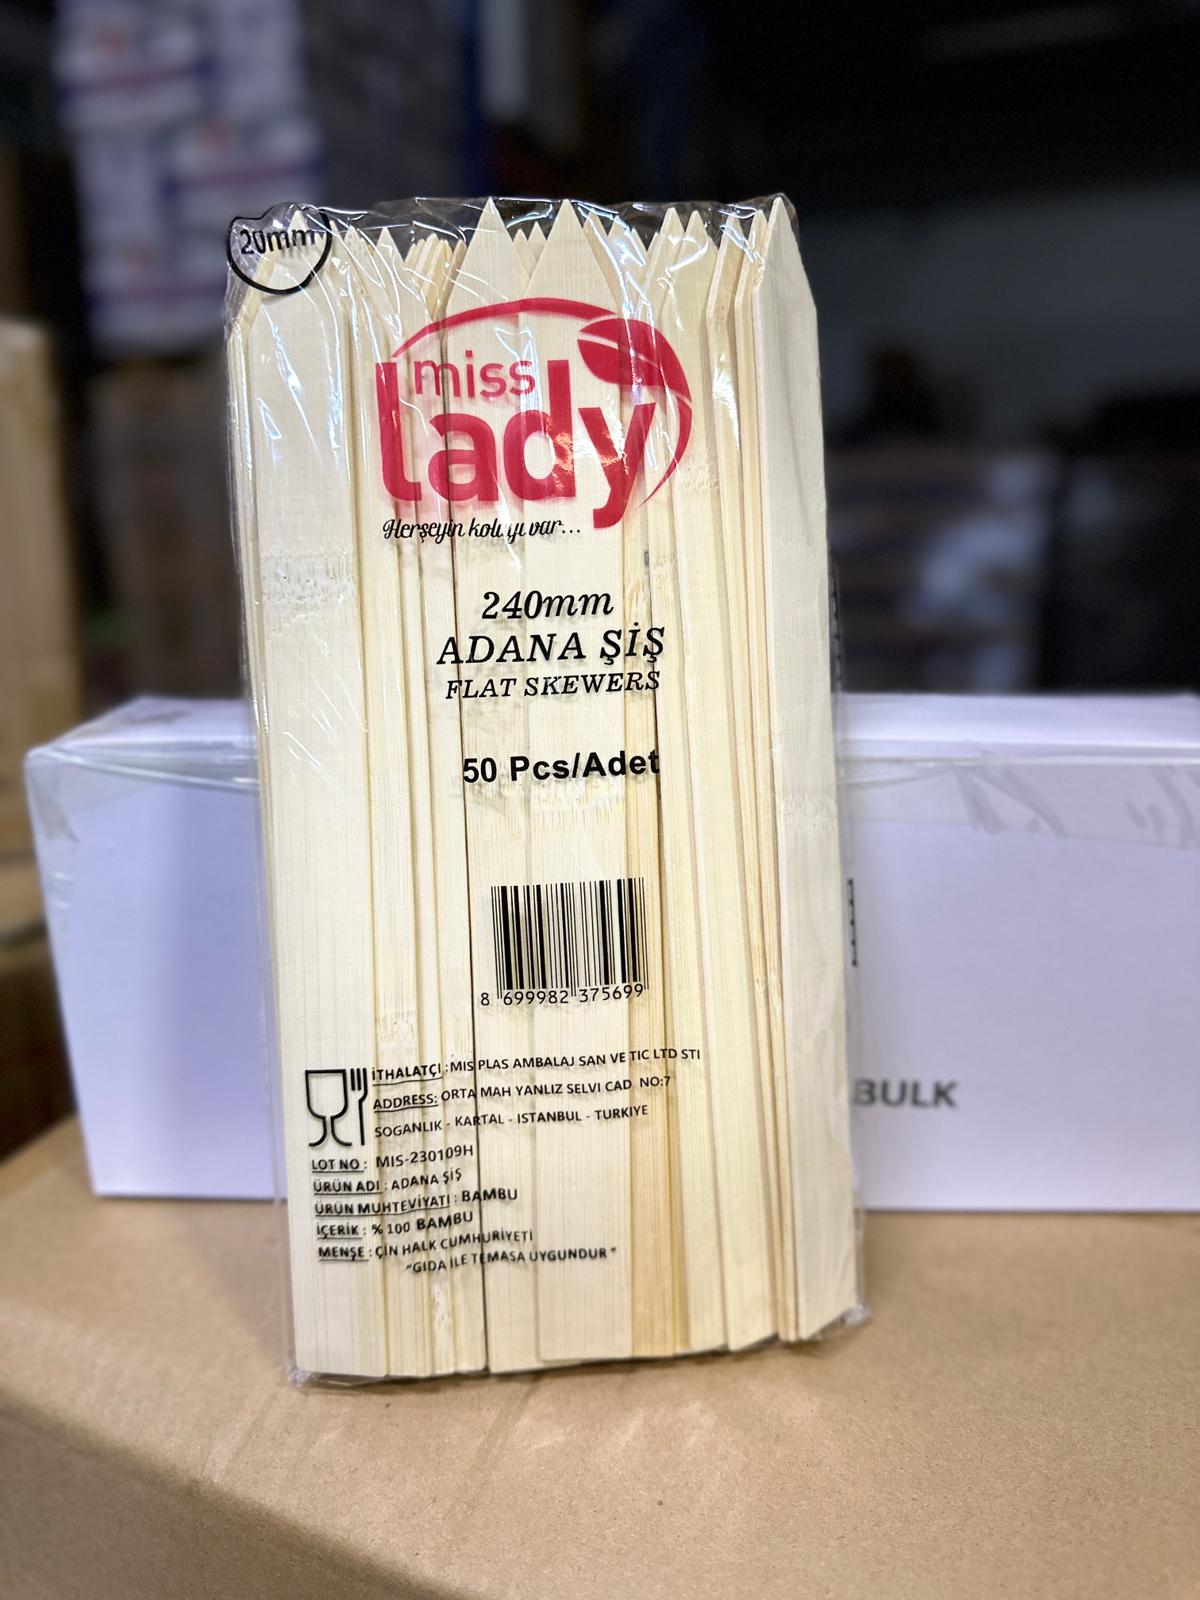 20mm
miss
lady
Herşeyin kolayı var...
240mm
ADANA ŞİŞ
FLAT SKEWERS
50 Pcs/Adet
8 699982 375699
İTHALATÇI : MIS PLAS AMBALAJ SAN VE TIC LTD STI
ADDRESS: ORTA MAH YANLIZ SELVI CAD NO:7
SOGANLIK - KARTAL - ISTANBUL - TURKIYE
LOT NO : MIS-230109H
ÜRÜN ADI : ADANA ŞİŞ
ÜRÜN MUHTEVİYATI : BAMBU
İÇERİK : % 100 BAMBU
MENŞE : ÇİN HALK CUMHURİYETİ
"GIDA İLE TEMASA UYGUNDUR"
BULK